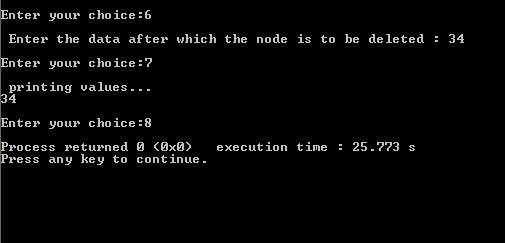 Enter your choice:6
Enter the data after which the node is to be deleted : 34
Enter your choice:7
printing values...
34
Enter your choice:8
Process returned 0 (0x0)   execution time : 25.773 s
Press any key to continue.